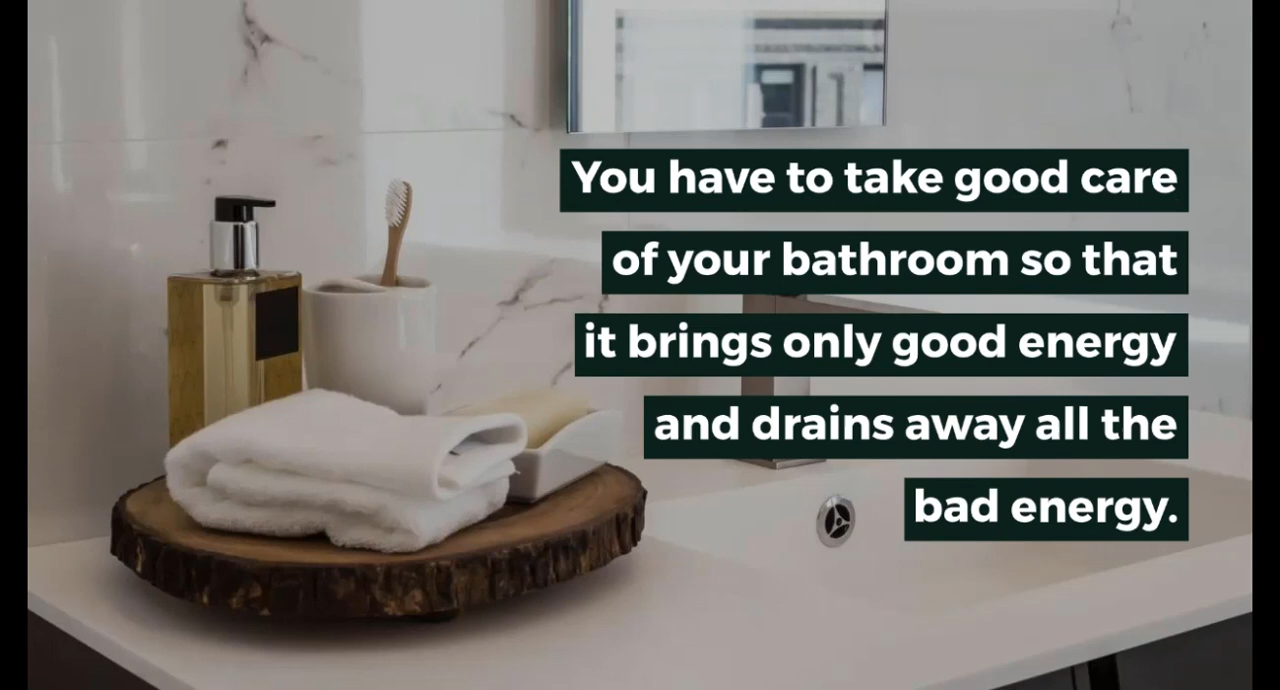 You have to take good care
of your bathroom so that
it brings only good energy
and drains away all the
bad energy.